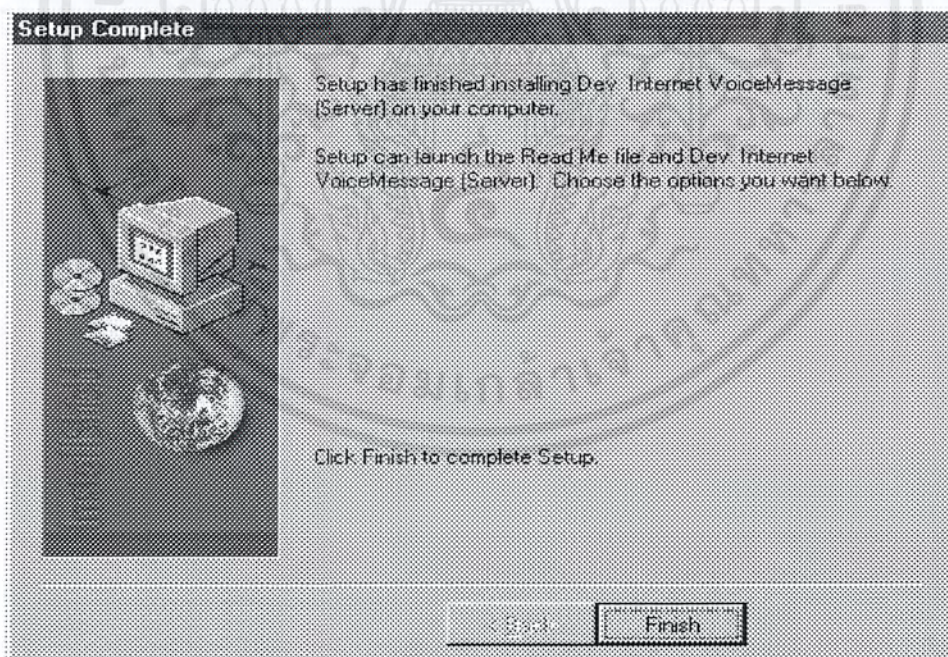 Setup Complete
Setup has finished installing Dev. Internet VoiceMessage
(Server) on your computer.
Setup can launch the Read Me file and Dev. Internet
VoiceMessage (Server). Choose the options you want below.
Click Finish to complete Setup.
< Back
Finish